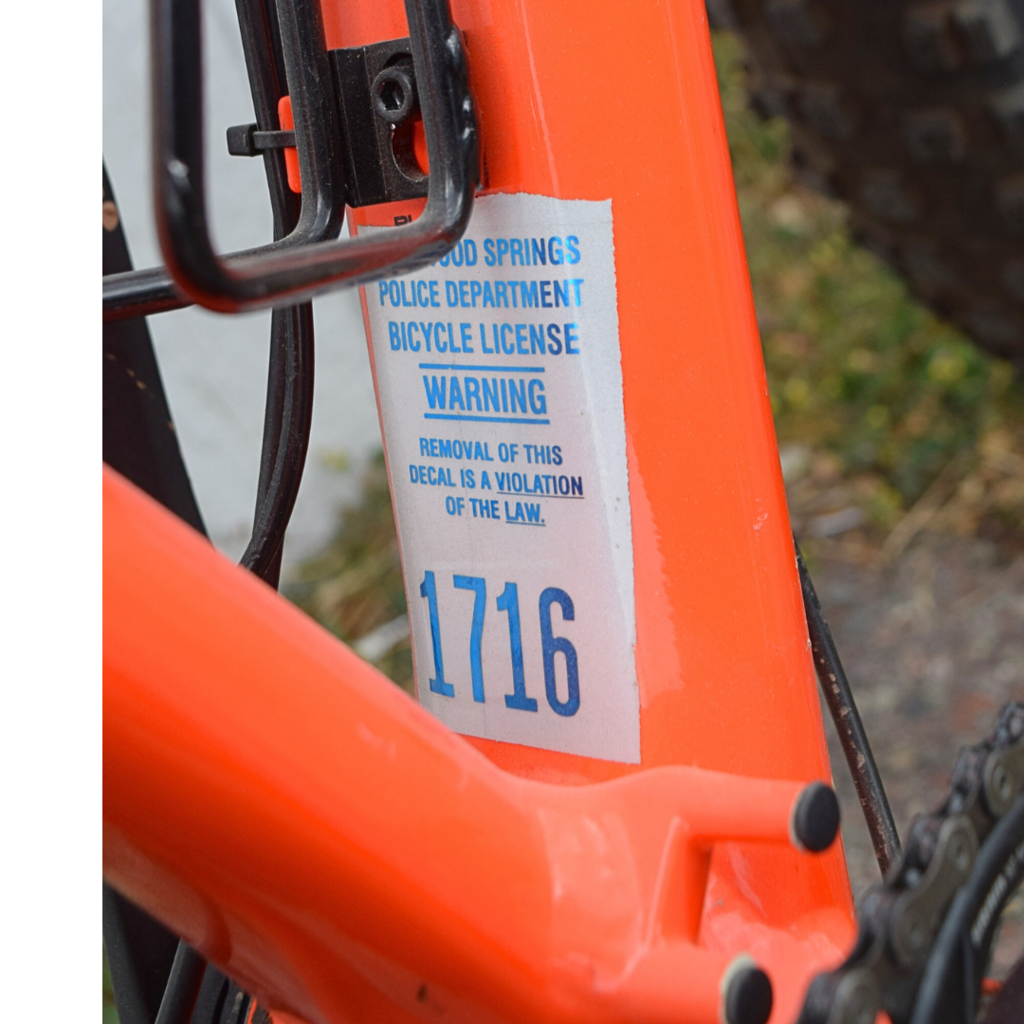 SPRINGS
POLICE DEPARTMENT
BICYCLE LICENSE
WARNING
REMOVAL OF THIS
DECAL IS A VIOLATION
OF THE LAW.
1716